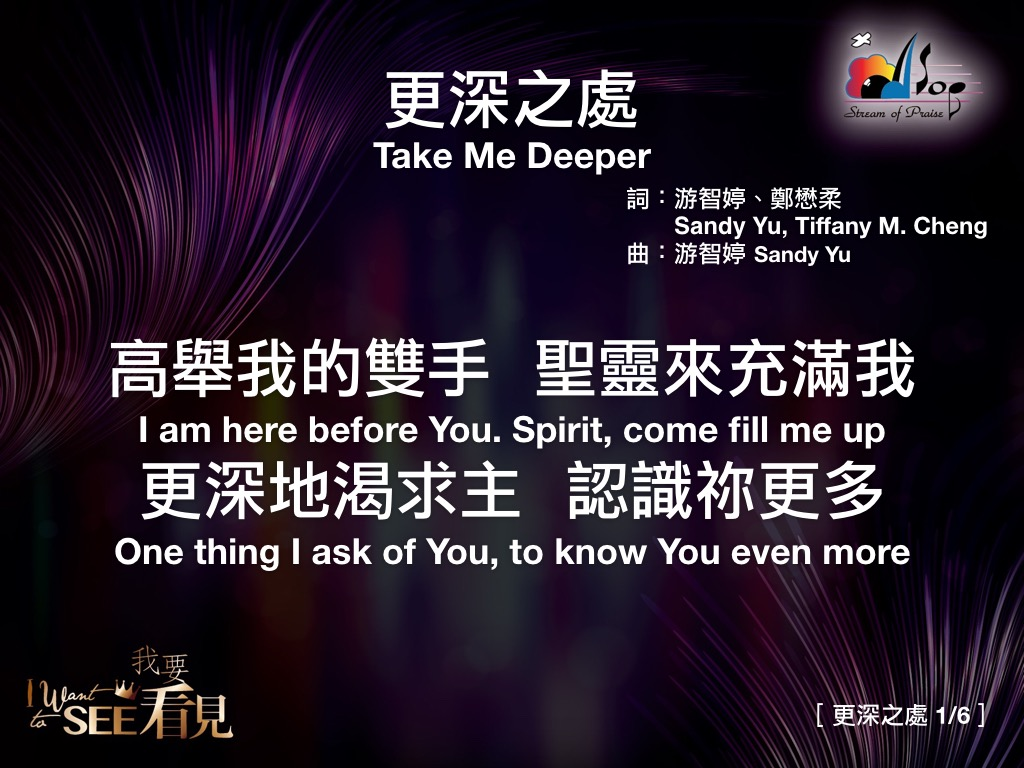 更深之處
Take Me Deeper
SOP
Stream of Praise
詞：游智婷、鄭懋柔
Sandy Yu, Tiffany M. Cheng
曲：游智婷 Sandy Yu
高舉我的雙手 聖靈來充滿我
I am here before You. Spirit, come fill me up
更深地渴求主 認識祢更多
One thing I ask of You, to know You even more
我要
I Want
to SEE看見
[ 更深之處 1/6 ]